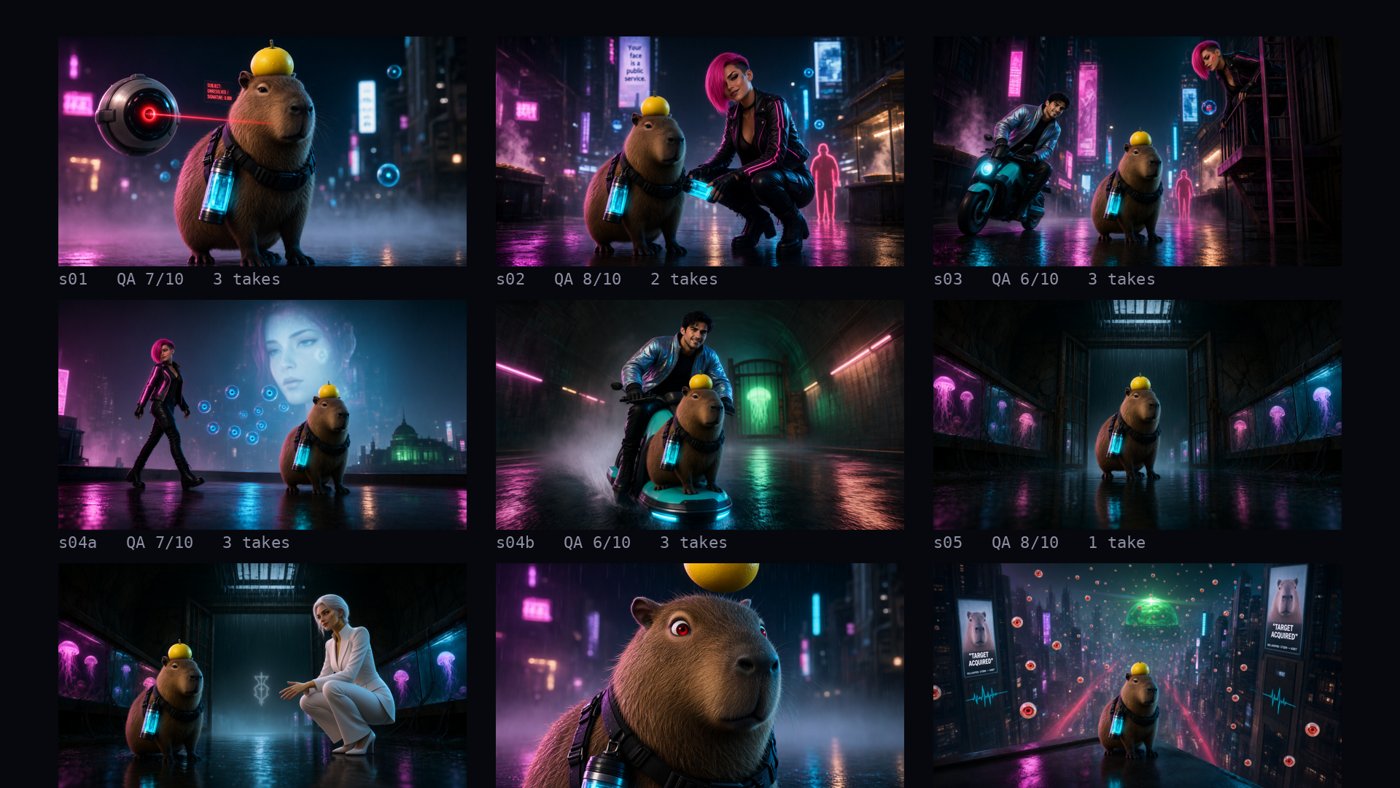 SUBJECT:
UNRESOLVED /
Your
face
is a
public
service.
s01 QA 7/10 3 takes
s02 QA 8/10 2 takes
s03 QA 6/10 3 takes
s04a QA 7/10 3 takes
s04b QA 6/10 3 takes
s05 QA 8/10 1 take
"TARGET
ACQUIRED"
"TARGET
ACQUIRED"